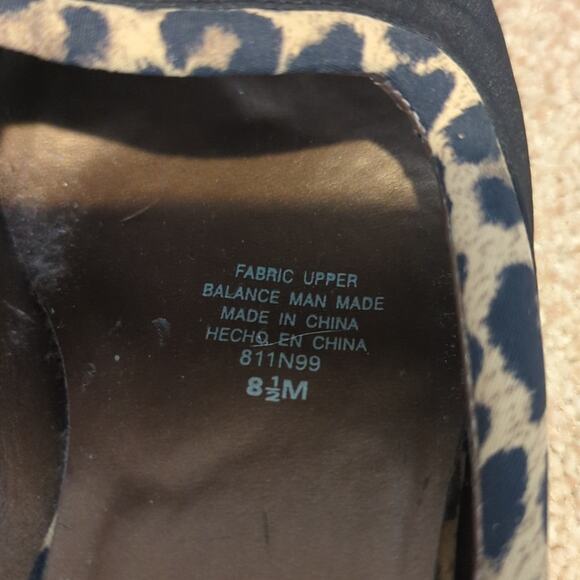 FABRIC UPPER
BALANCE MAN MADE
MADE IN CHINA
HECHO EN CHINA
811N99
8½M